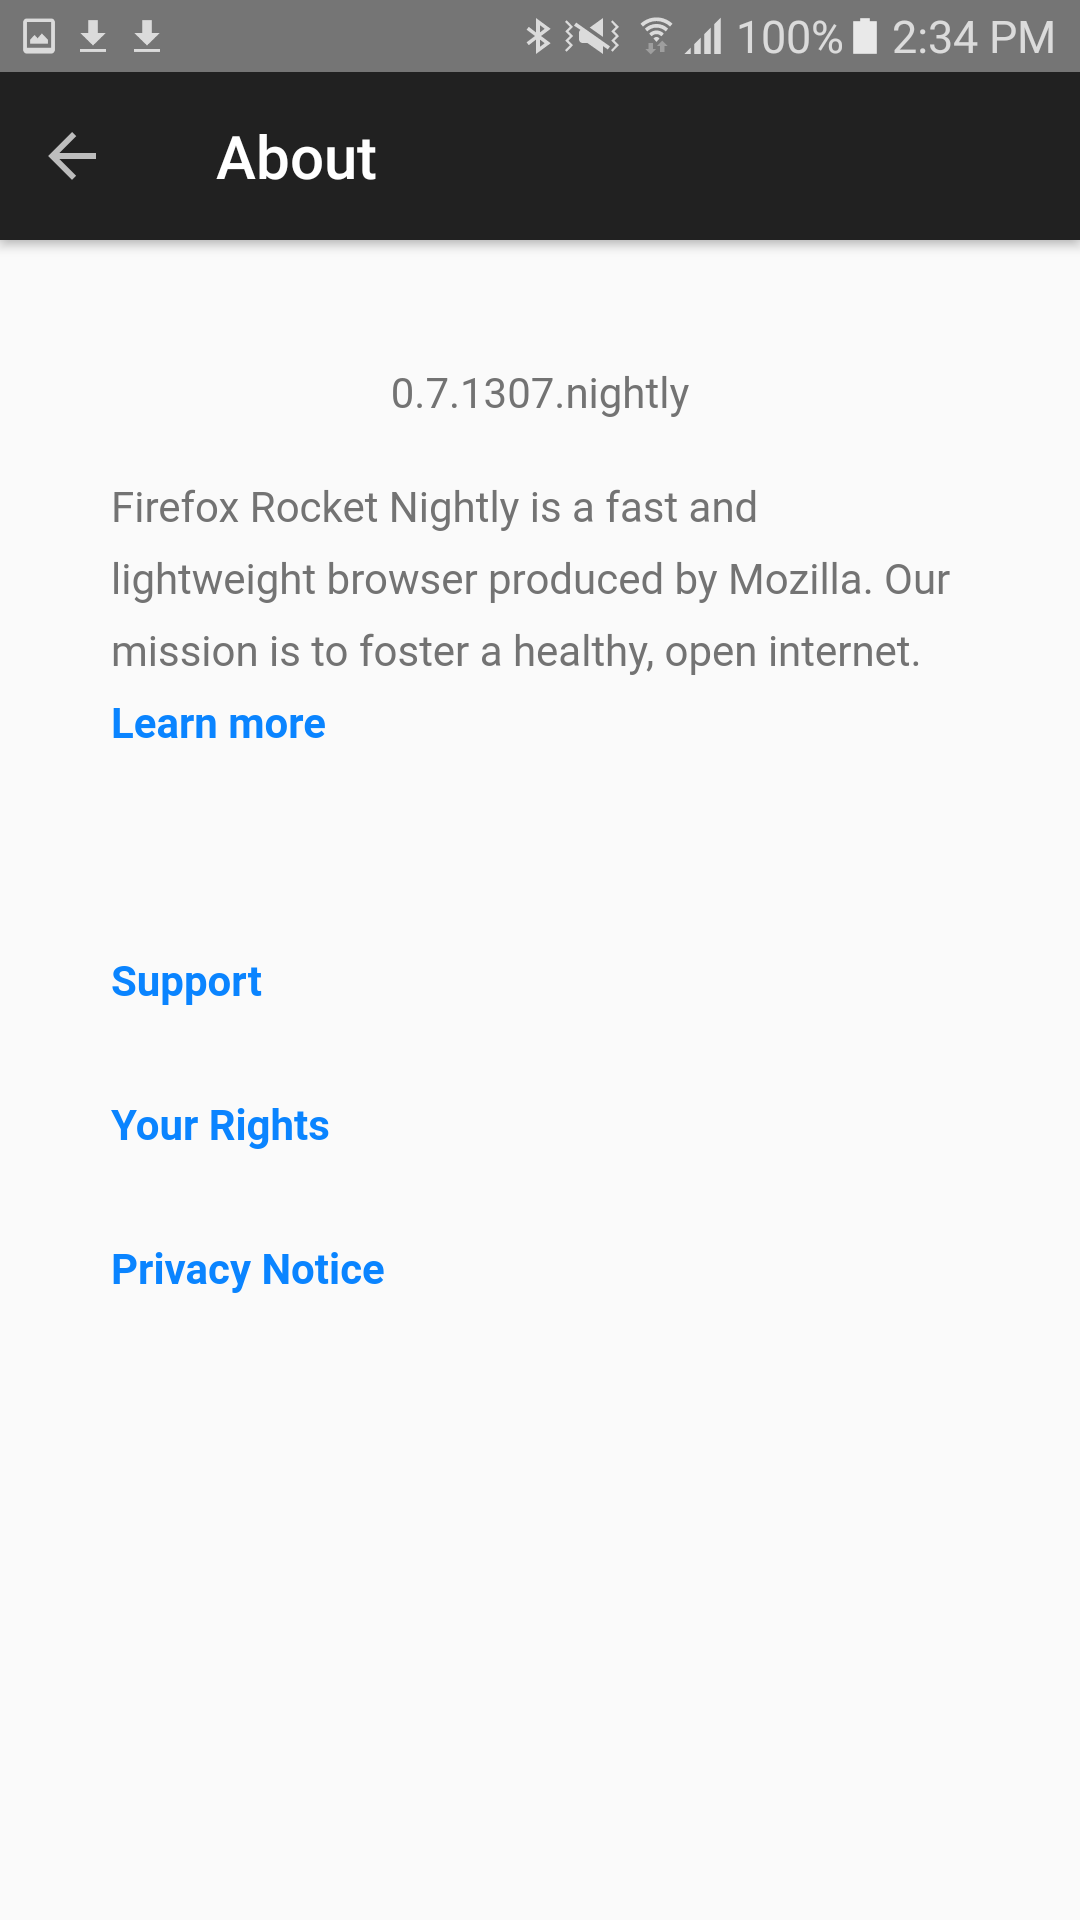 100% 2:34 PM
About
0.7.1307.nightly
Firefox Rocket Nightly is a fast and
lightweight browser produced by Mozilla. Our
mission is to foster a healthy, open internet.
Learn more
Support
Your Rights
Privacy Notice